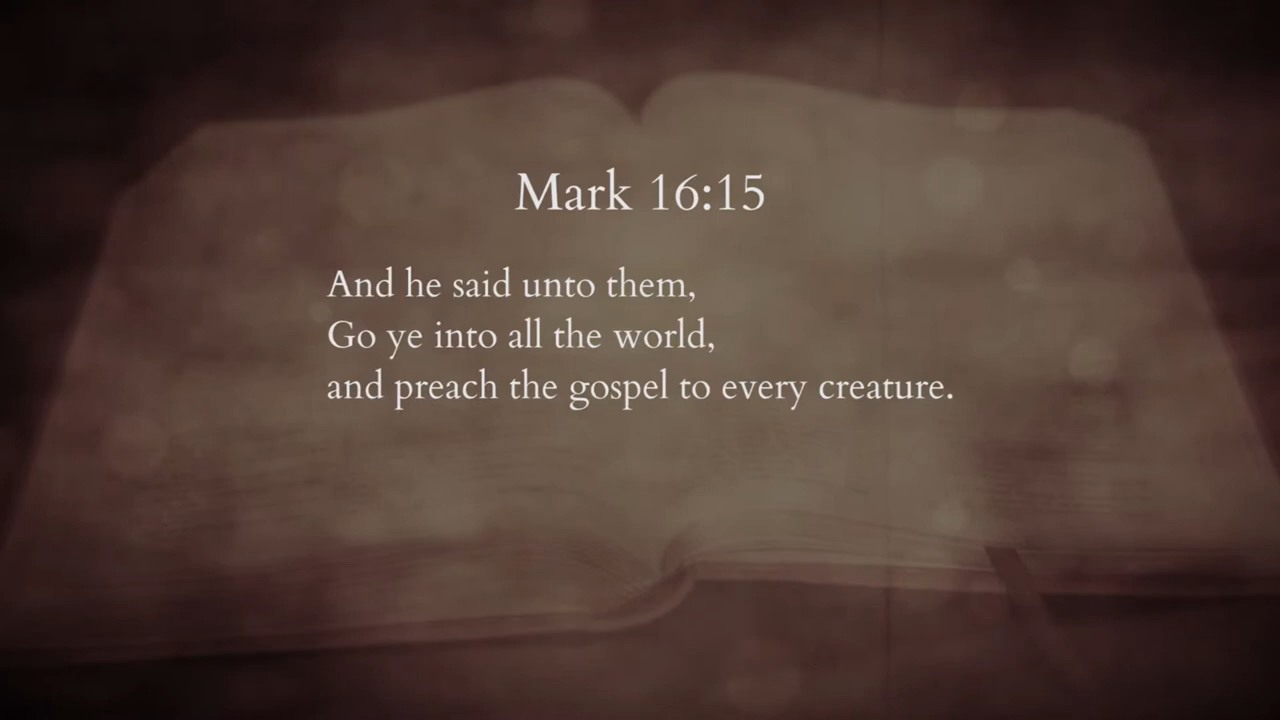 Mark 16:15
And he said unto them,
Go ye into all the world,
and preach the gospel to every creature.